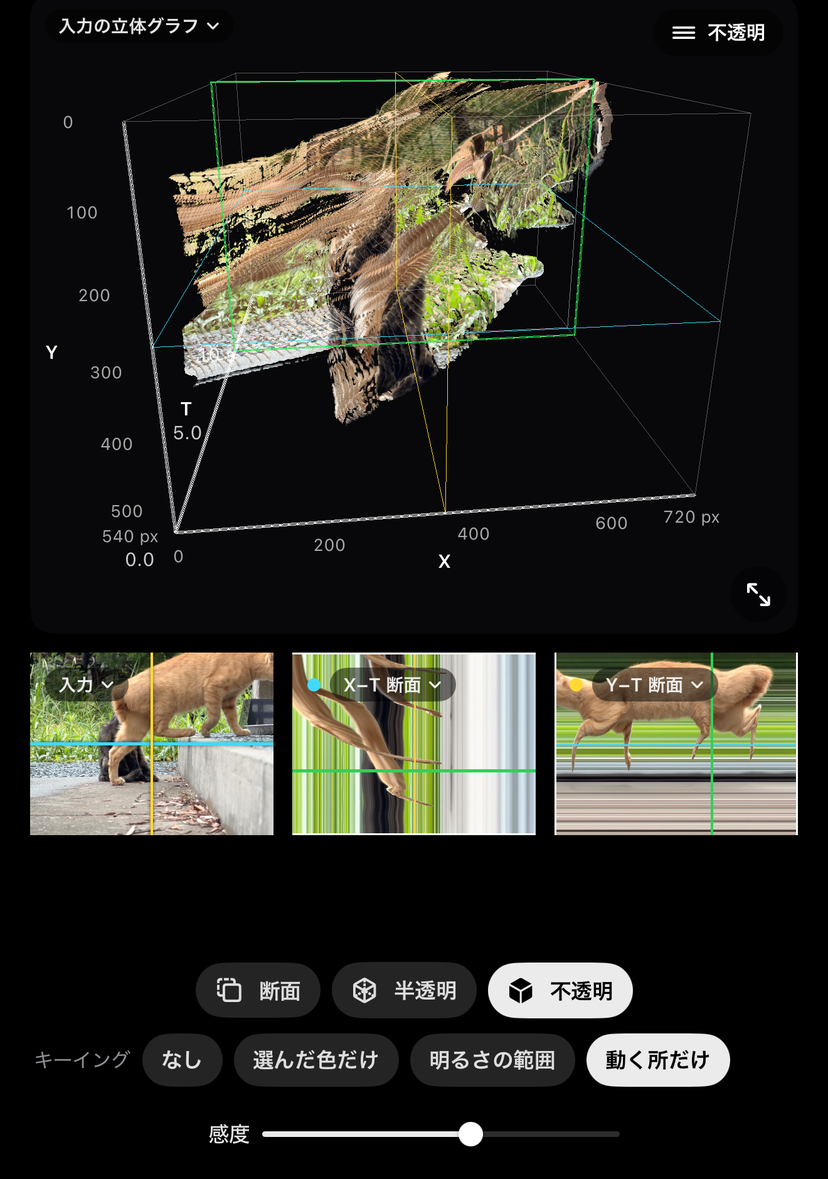 入力の立体グラフ
不透明
0
100
200
Y
300
T
5.0
400
500
540 px
0.0
0
200
400
600
720 px
X
入力
X–T 断面
Y–T 断面
断面
半透明
不透明
キーイング
なし
選んだ色だけ
明るさの範囲
動く所だけ
感度